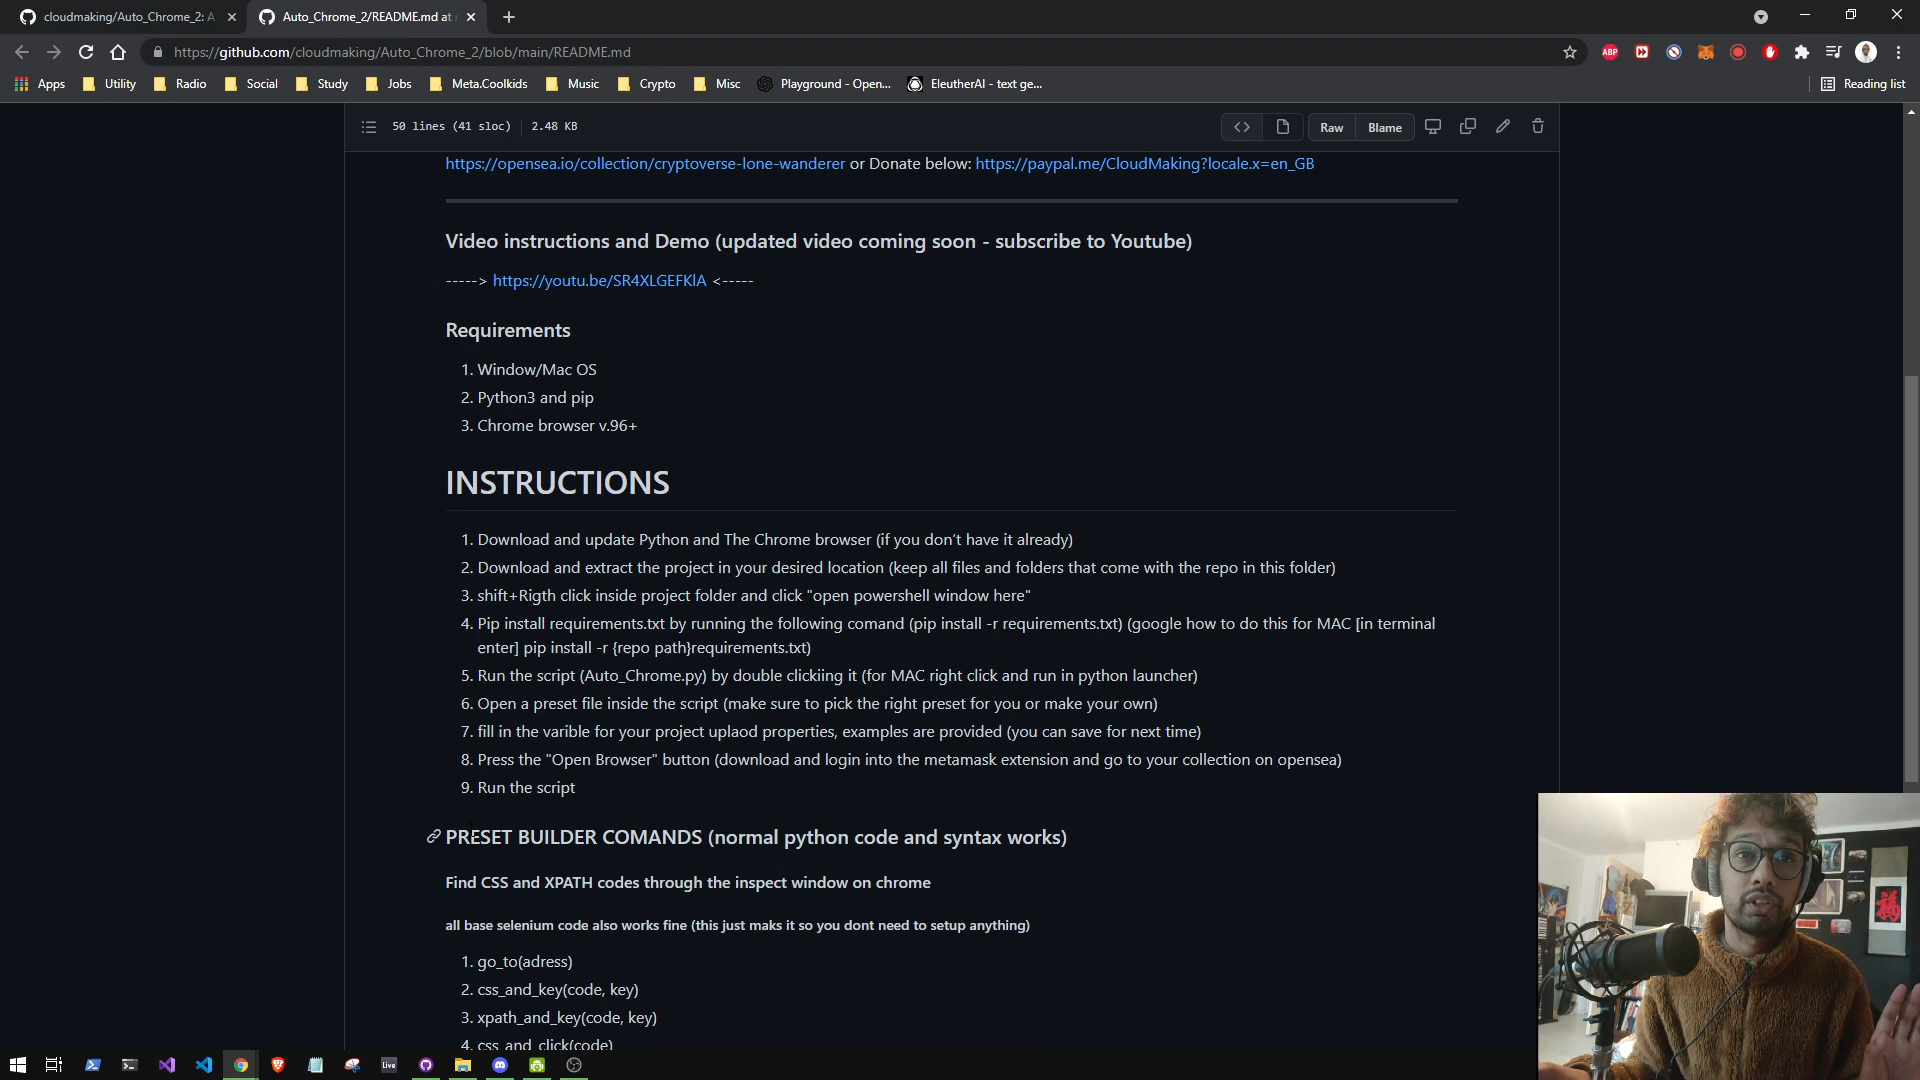 cloudmaking/Auto_Chrome_2: A
Auto_Chrome_2/README.md at
https://github.com/cloudmaking/Auto_Chrome_2/blob/main/README.md
ABP
Apps Utility Radio Social Study Jobs Meta.Coolkids Music Crypto Misc Playground - Open... EleutherAI - text ge... Reading list
50 lines (41 sloc) 2.48 KB Raw Blame
https://opensea.io/collection/cryptoverse-lone-wanderer or Donate below: https://paypal.me/CloudMaking?locale.x=en_GB
Video instructions and Demo (updated video coming soon - subscribe to Youtube)
-----> https://youtu.be/SR4XLGEFKlA <-----
Requirements
1. Window/Mac OS
2. Python3 and pip
3. Chrome browser v.96+
INSTRUCTIONS
1. Download and update Python and The Chrome browser (if you don't have it already)
2. Download and extract the project in your desired location (keep all files and folders that come with the repo in this folder)
3. shift+Rigth click inside project folder and click "open powershell window here"
4. Pip install requirements.txt by running the following comand (pip install -r requirements.txt) (google how to do this for MAC [in terminal
enter] pip install -r {repo path}requirements.txt)
5. Run the script (Auto_Chrome.py) by double clickiing it (for MAC right click and run in python launcher)
6. Open a preset file inside the script (make sure to pick the right preset for you or make your own)
7. fill in the varible for your project uplaod properties, examples are provided (you can save for next time)
8. Press the "Open Browser" button (download and login into the metamask extension and go to your collection on opensea)
9. Run the script
PRESET BUILDER COMANDS (normal python code and syntax works)
Find CSS and XPATH codes through the inspect window on chrome
all base selenium code also works fine (this just maks it so you dont need to setup anything)
1. go_to(adress)
2. css_and_key(code, key)
3. xpath_and_key(code, key)
4. css_and_click(code)
Live
福